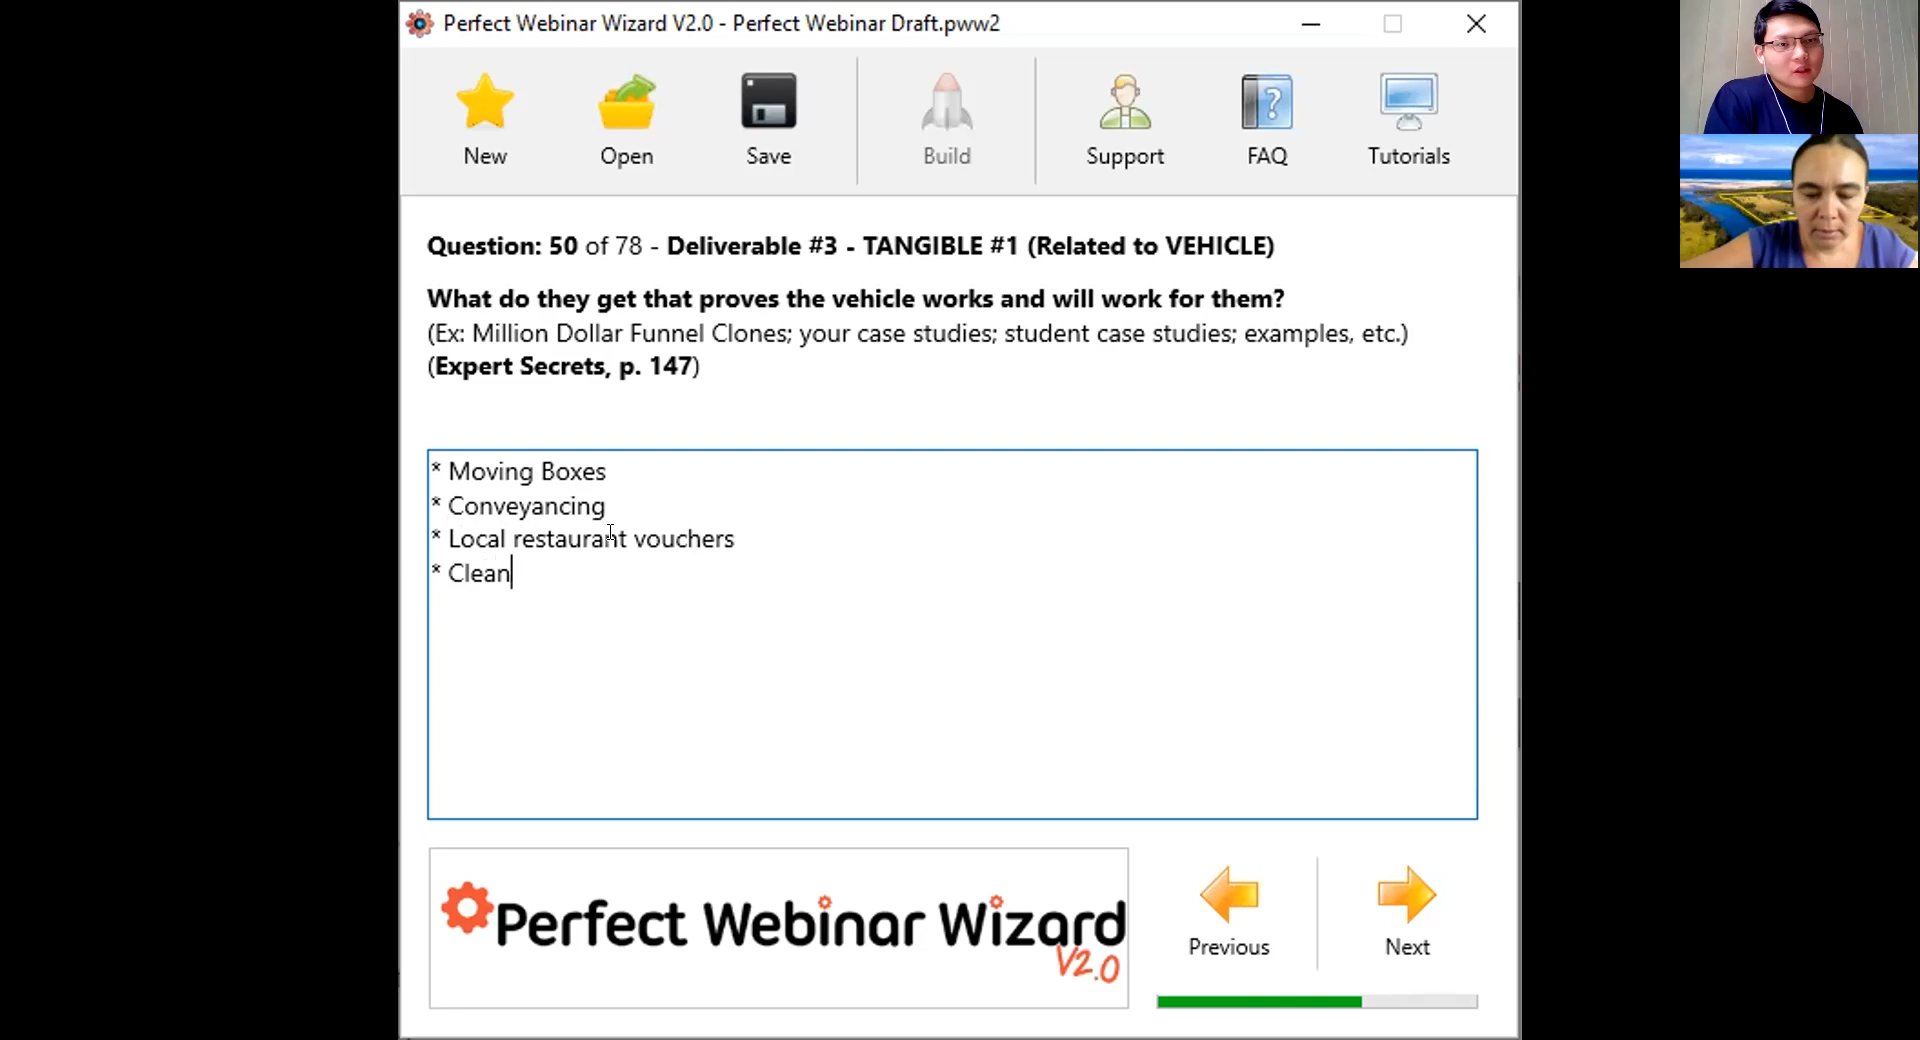 Perfect Webinar Wizard V2.0 - Perfect Webinar Draft.pww2
New Open Save Build Support FAQ Tutorials
Question: 50 of 78 - Deliverable #3 - TANGIBLE #1 (Related to VEHICLE)
What do they get that proves the vehicle works and will work for them?
(Ex: Million Dollar Funnel Clones; your case studies; student case studies; examples, etc.)
(Expert Secrets, p. 147)
* Moving Boxes
* Conveyancing
* Local restaurant vouchers
* Clean
Perfect Webinar Wizard
V2.0
Previous Next